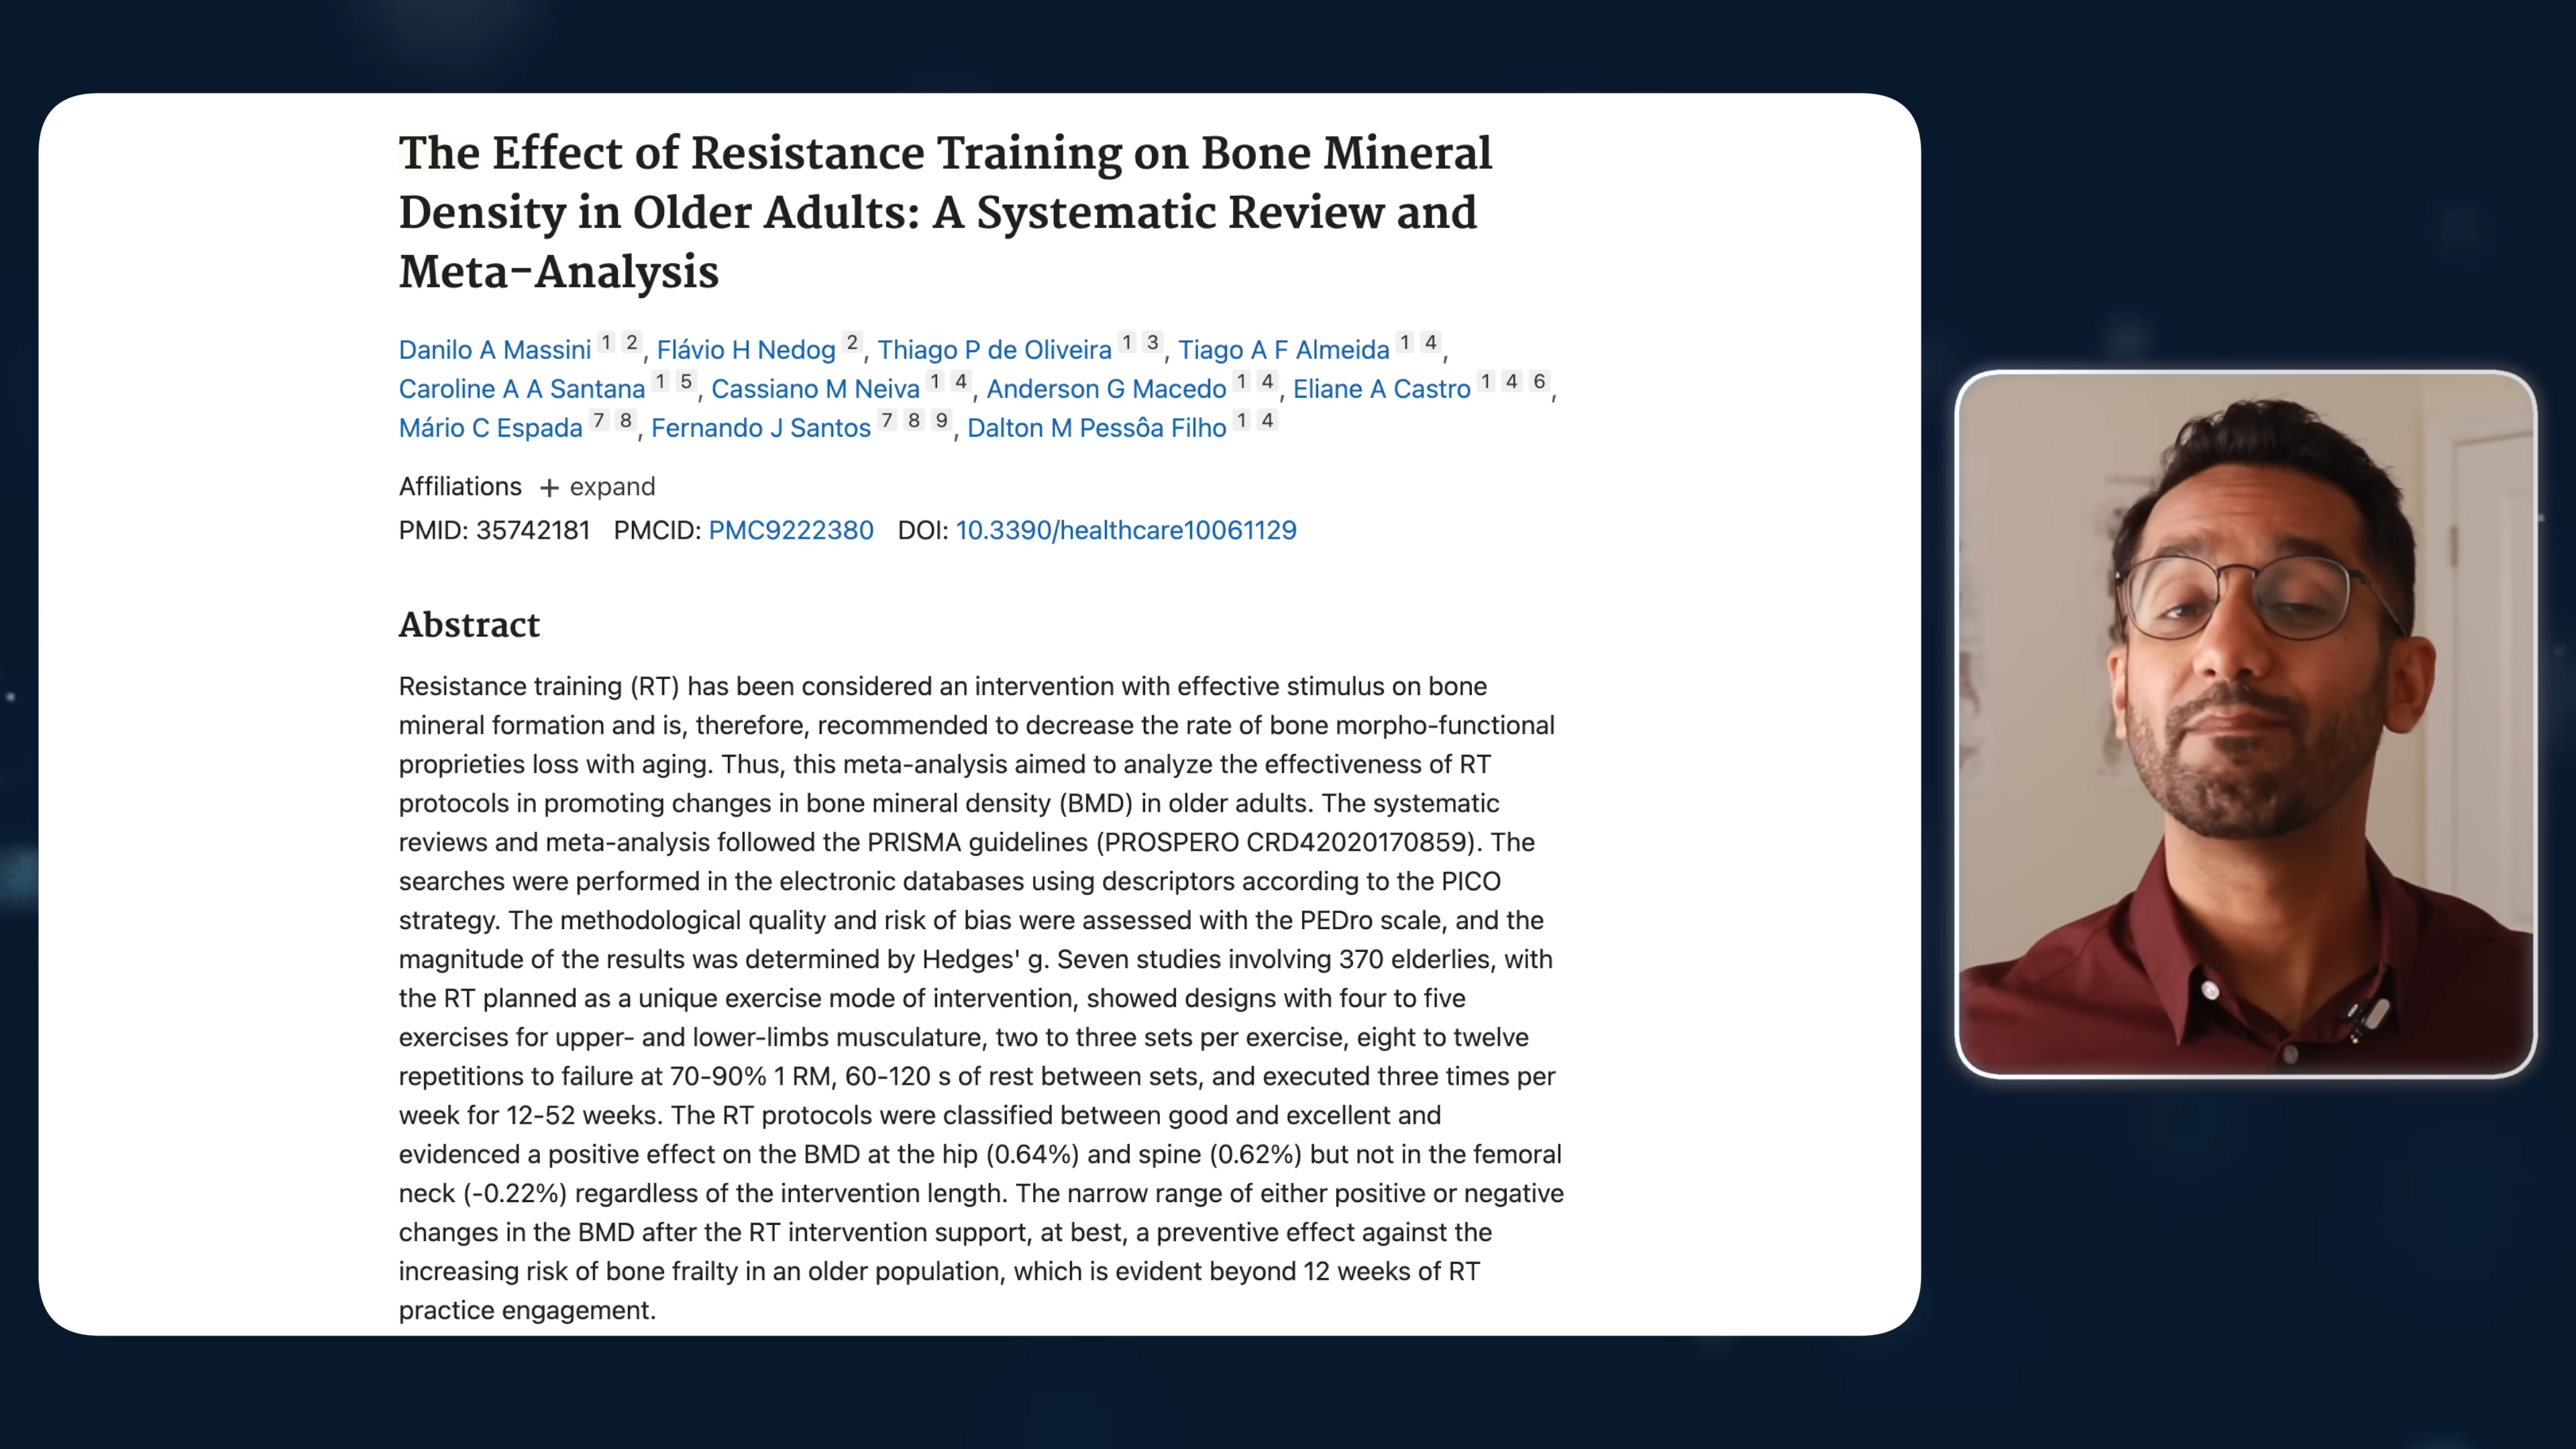 The Effect of Resistance Training on Bone Mineral
Density in Older Adults: A Systematic Review and
Meta-Analysis
Danilo A Massini 1 2, Flávio H Nedog 2, Thiago P de Oliveira 1 3, Tiago A F Almeida 1 4,
Caroline A A Santana 1 5, Cassiano M Neiva 1 4, Anderson G Macedo 1 4, Eliane A Castro 1 4 6,
Mário C Espada 7 8, Fernando J Santos 7 8 9, Dalton M Pessôa Filho 1 4
Affiliations + expand
PMID: 35742181 PMCID: PMC9222380 DOI: 10.3390/healthcare10061129
Abstract
Resistance training (RT) has been considered an intervention with effective stimulus on bone
mineral formation and is, therefore, recommended to decrease the rate of bone morpho-functional
proprieties loss with aging. Thus, this meta-analysis aimed to analyze the effectiveness of RT
protocols in promoting changes in bone mineral density (BMD) in older adults. The systematic
reviews and meta-analysis followed the PRISMA guidelines (PROSPERO CRD42020170859). The
searches were performed in the electronic databases using descriptors according to the PICO
strategy. The methodological quality and risk of bias were assessed with the PEDro scale, and the
magnitude of the results was determined by Hedges' g. Seven studies involving 370 elderlies, with
the RT planned as a unique exercise mode of intervention, showed designs with four to five
exercises for upper- and lower-limbs musculature, two to three sets per exercise, eight to twelve
repetitions to failure at 70-90% 1 RM, 60-120 s of rest between sets, and executed three times per
week for 12-52 weeks. The RT protocols were classified between good and excellent and
evidenced a positive effect on the BMD at the hip (0.64%) and spine (0.62%) but not in the femoral
neck (-0.22%) regardless of the intervention length. The narrow range of either positive or negative
changes in the BMD after the RT intervention support, at best, a preventive effect against the
increasing risk of bone frailty in an older population, which is evident beyond 12 weeks of RT
practice engagement.